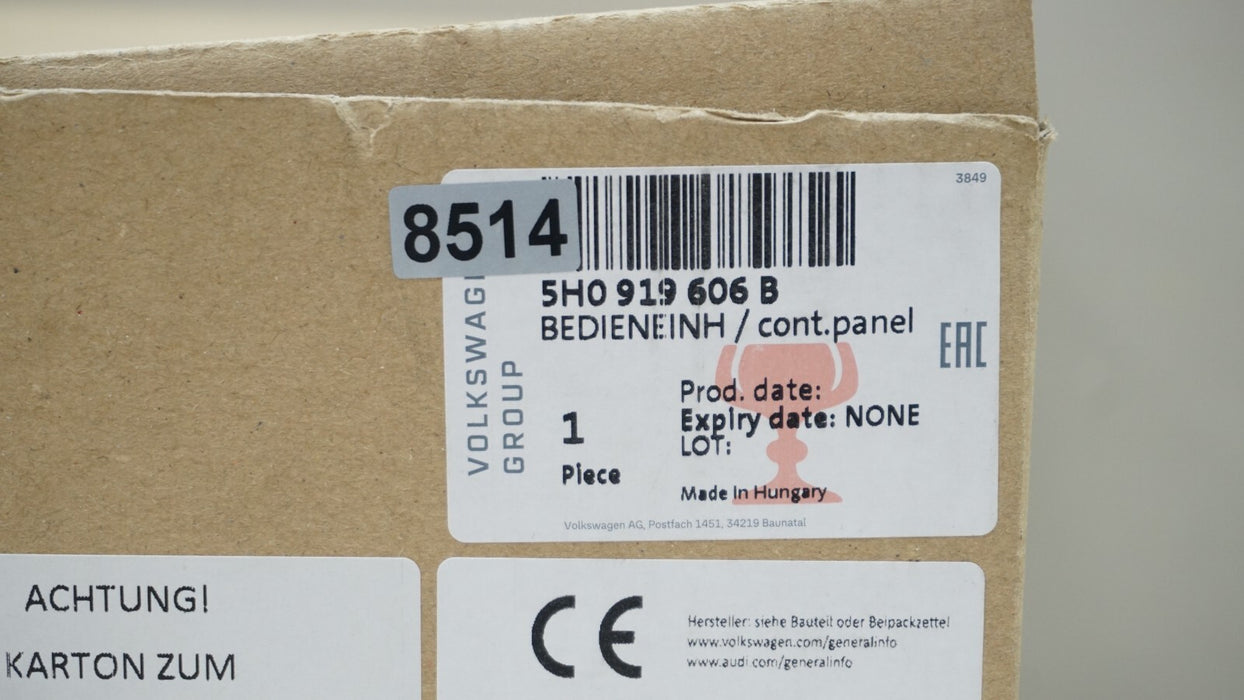 3849
8514
5H0 919 606 B
BEDIENEINH / cont.panel
EAC
VOLKSWAGEN
GROUP
Prod. date:
Expiry date: NONE
LOT:
1
Piece
Made In Hungary
Volkswagen AG, Postfach 1451, 34219 Baunatal
ACHTUNG!
KARTON ZUM
CE
Hersteller: siehe Bauteil oder Beipackzettel
www.volkswagen.com/generalinfo
www.audi.com/generalinfo